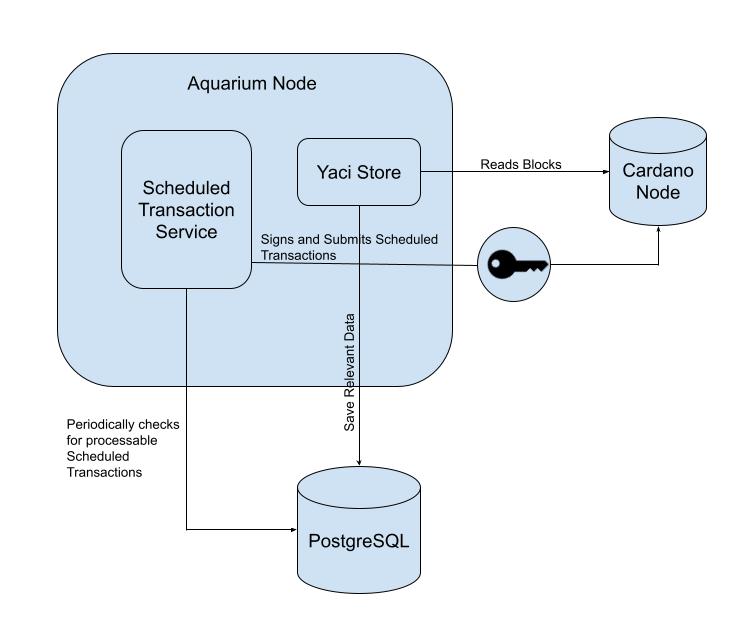 Aquarium Node
Scheduled
Transaction
Service
Yaci Store
Reads Blocks
Cardano
Node
Signs and Submits Scheduled
Transactions
Save Relevant Data
Periodically checks
for processable
Scheduled
Transactions
PostgreSQL